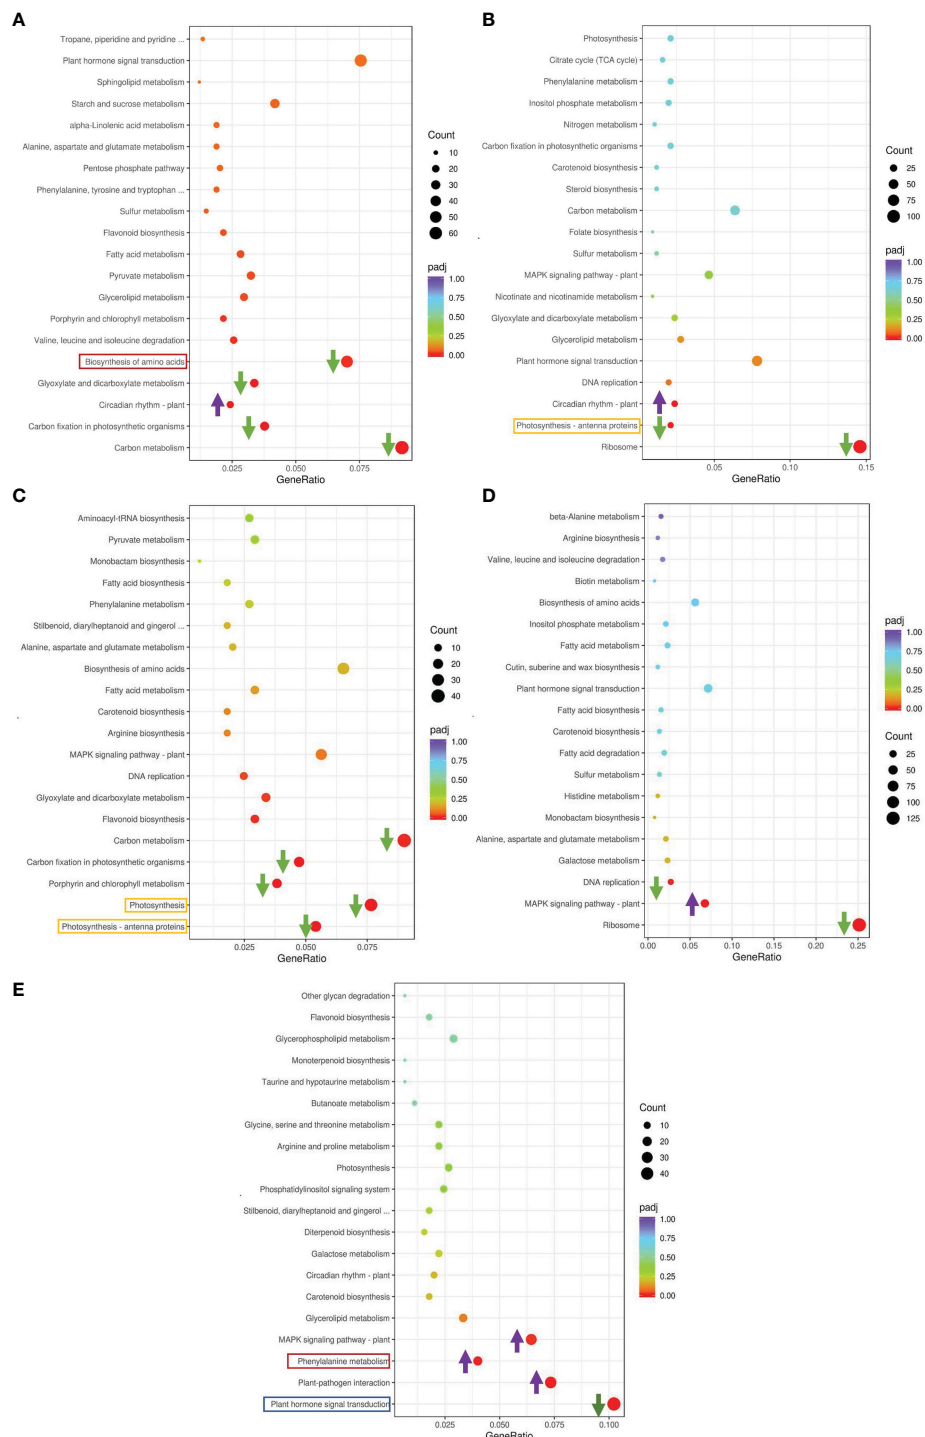 A
Tropane, piperidine and pyridine ...
Plant hormone signal transduction
Sphingolipid metabolism
Starch and sucrose metabolism
alpha-Linolenic acid metabolism
Alanine, aspartate and glutamate metabolism
Pentose phosphate pathway
Phenylalanine, tyrosine and tryptophan ...
Sulfur metabolism
Flavonoid biosynthesis
Fatty acid metabolism
Pyruvate metabolism
Glycerolipid metabolism
Porphyrin and chlorophyll metabolism
Valine, leucine and isoleucine degradation
Biosynthesis of amino acids
Glyoxylate and dicarboxylate metabolism
Circadian rhythm - plant
Carbon fixation in photosynthetic organisms
Carbon metabolism
0.025 0.050 0.075
GeneRatio
Count
10
20
30
40
50
60
padj
1.00
0.75
0.50
0.25
0.00
B
Photosynthesis
Citrate cycle (TCA cycle)
Phenylalanine metabolism
Inositol phosphate metabolism
Nitrogen metabolism
Carbon fixation in photosynthetic organisms
Carotenoid biosynthesis
Steroid biosynthesis
Carbon metabolism
Folate biosynthesis
Sulfur metabolism
MAPK signaling pathway - plant
Nicotinate and nicotinamide metabolism
Glyoxylate and dicarboxylate metabolism
Glycerolipid metabolism
Plant hormone signal transduction
DNA replication
Circadian rhythm - plant
Photosynthesis - antenna proteins
Ribosome
0.05 0.10 0.15
GeneRatio
Count
25
50
75
100
padj
1.00
0.75
0.50
0.25
0.00
C
Aminoacyl-tRNA biosynthesis
Pyruvate metabolism
Monobactam biosynthesis
Fatty acid biosynthesis
Phenylalanine metabolism
Stilbenoid, diarylheptanoid and gingerol ...
Alanine, aspartate and glutamate metabolism
Biosynthesis of amino acids
Fatty acid metabolism
Carotenoid biosynthesis
Arginine biosynthesis
MAPK signaling pathway - plant
DNA replication
Glyoxylate and dicarboxylate metabolism
Flavonoid biosynthesis
Carbon metabolism
Carbon fixation in photosynthetic organisms
Porphyrin and chlorophyll metabolism
Photosynthesis
Photosynthesis - antenna proteins
0.025 0.050 0.075
GeneRatio
Count
10
20
30
40
padj
1.00
0.75
0.50
0.25
0.00
D
beta-Alanine metabolism
Arginine biosynthesis
Valine, leucine and isoleucine degradation
Biotin metabolism
Biosynthesis of amino acids
Inositol phosphate metabolism
Fatty acid metabolism
Cutin, suberine and wax biosynthesis
Plant hormone signal transduction
Fatty acid biosynthesis
Carotenoid biosynthesis
Fatty acid degradation
Sulfur metabolism
Histidine metabolism
Monobactam biosynthesis
Alanine, aspartate and glutamate metabolism
Galactose metabolism
DNA replication
MAPK signaling pathway - plant
Ribosome
0.00 0.05 0.10 0.15 0.20 0.25
GeneRatio
padj
1.00
0.75
0.50
0.25
0.00
Count
25
50
75
100
125
E
Other glycan degradation
Flavonoid biosynthesis
Glycerophospholipid metabolism
Monoterpenoid biosynthesis
Taurine and hypotaurine metabolism
Butanoate metabolism
Glycine, serine and threonine metabolism
Arginine and proline metabolism
Photosynthesis
Phosphatidylinositol signaling system
Stilbenoid, diarylheptanoid and gingerol ...
Diterpenoid biosynthesis
Galactose metabolism
Circadian rhythm - plant
Carotenoid biosynthesis
Glycerolipid metabolism
MAPK signaling pathway - plant
Phenylalanine metabolism
Plant-pathogen interaction
Plant hormone signal transduction
0.025 0.050 0.075 0.100
GeneRatio
Count
10
20
30
40
padj
1.00
0.75
0.50
0.25
0.00